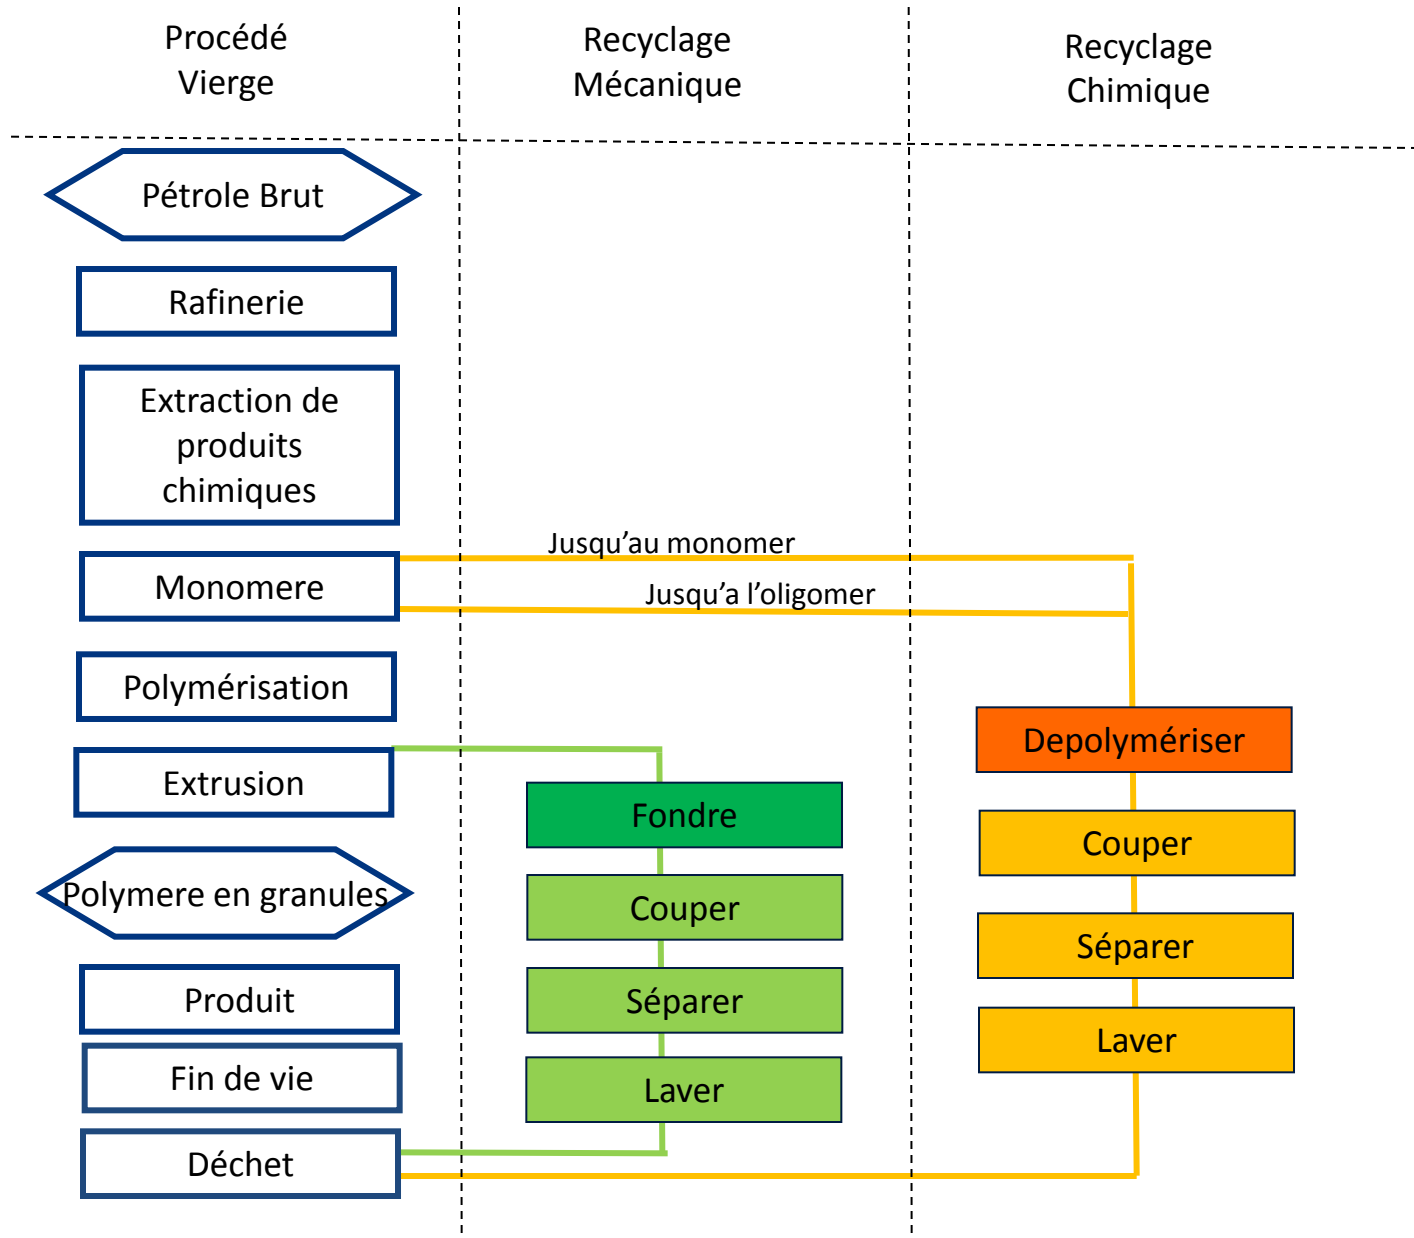 Procédé
Vierge
Recyclage
Mécanique
Recyclage
Chimique
Pétrole Brut
Rafinerie
Extraction de
produits
chimiques
Jusqu’au monomer
Monomere
Jusqu’a l’oligomer
Polymérisation
Depolymériser
Extrusion
Fondre
Couper
Polymere en granules
Couper
Séparer
Produit
Séparer
Laver
Fin de vie
Laver
Déchet